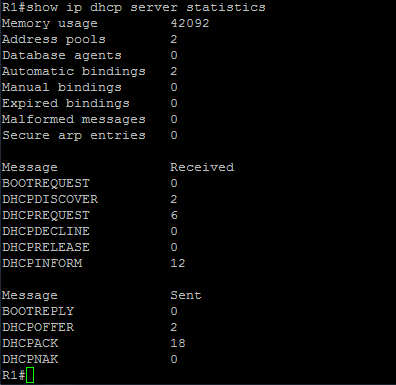 R1#show ip dhcp server statistics
Memory usage 42092
Address pools 2
Database agents 0
Automatic bindings 2
Manual bindings 0
Expired bindings 0
Malformed messages 0
Secure arp entries 0
Message Received
BOOTREQUEST 0
DHCPDISCOVER 2
DHCPREQUEST 6
DHCPDECLINE 0
DHCPRELEASE 0
DHCPINFORM 12
Message Sent
BOOTREPLY 0
DHCPOFFER 2
DHCPACK 18
DHCPNAK 0
R1#